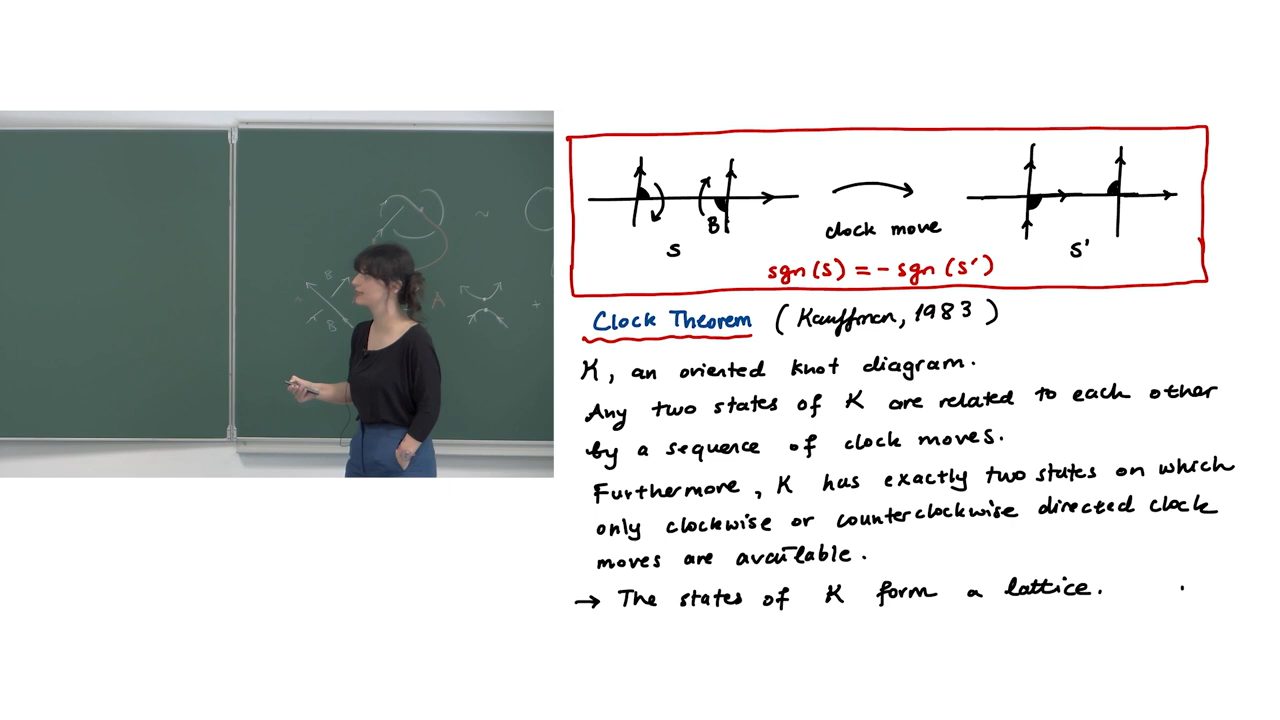 B
S
clock move
S'
sgn(s) = - sgn(s')
Clock Theorem (Kauffman, 1983)
K, an oriented knot diagram.
Any two states of K are related to each other
by a sequence of clock moves.
Furthermore, K has exactly two states on which
only clockwise or counterclockwise directed clock
moves are available.
→ The states of K form a lattice.
~
B
A
B
+